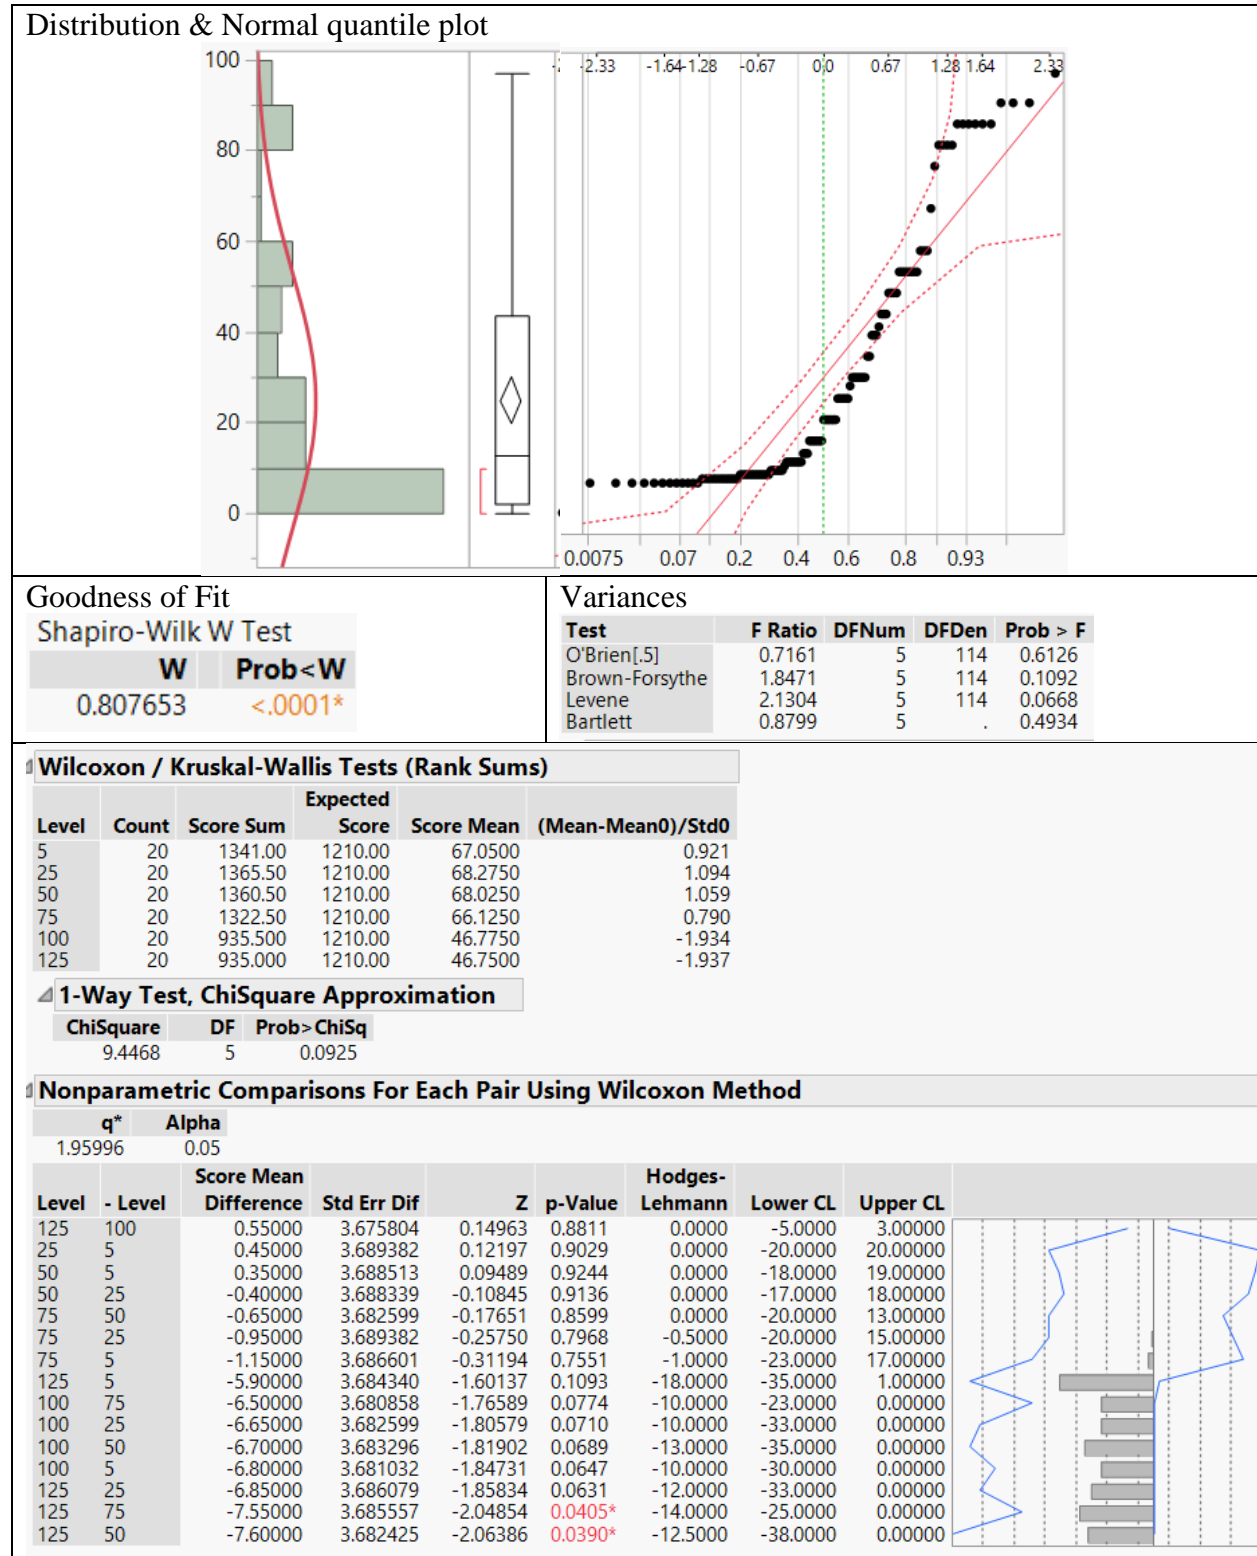 Distribution & Normal quantile plot
100
80
60
40
20
0
-2.33 -1.64 -1.28 -0.67 0.0 0.67 1.28 1.64 2.33
0.0075 0.07 0.2 0.4 0.6 0.8 0.93
Goodness of Fit
Shapiro-Wilk W Test
W Prob<W
0.807653 <.0001*
Variances
Test F Ratio DFNum DFDen Prob > F
O'Brien[.5] 0.7161 5 114 0.6126
Brown-Forsythe 1.8471 5 114 0.1092
Levene 2.1304 5 114 0.0668
Bartlett 0.8799 5 . 0.4934
Wilcoxon / Kruskal-Wallis Tests (Rank Sums)
Expected
Level Count Score Sum Score Score Mean (Mean-Mean0)/Std0
5 20 1341.00 1210.00 67.0500 0.921
25 20 1365.50 1210.00 68.2750 1.094
50 20 1360.50 1210.00 68.0250 1.059
75 20 1322.50 1210.00 66.1250 0.790
100 20 935.500 1210.00 46.7750 -1.934
125 20 935.000 1210.00 46.7500 -1.937
1-Way Test, ChiSquare Approximation
ChiSquare DF Prob>ChiSq
9.4468 5 0.0925
Nonparametric Comparisons For Each Pair Using Wilcoxon Method
q* Alpha
1.95996 0.05
Score Mean Hodges-
Level - Level Difference Std Err Dif Z p-Value Lehmann Lower CL Upper CL
125 100 0.55000 3.675804 0.14963 0.8811 0.0000 -5.0000 3.00000
25 5 0.45000 3.689382 0.12197 0.9029 0.0000 -20.0000 20.00000
50 5 0.35000 3.688513 0.09489 0.9244 0.0000 -18.0000 19.00000
50 25 -0.40000 3.688339 -0.10845 0.9136 0.0000 -17.0000 18.00000
75 50 -0.65000 3.682599 -0.17651 0.8599 0.0000 -20.0000 13.00000
75 25 -0.95000 3.689382 -0.25750 0.7968 -0.5000 -20.0000 15.00000
75 5 -1.15000 3.686601 -0.31194 0.7551 -1.0000 -23.0000 17.00000
125 5 -5.90000 3.684340 -1.60137 0.1093 -18.0000 -35.0000 1.00000
100 75 -6.50000 3.680858 -1.76589 0.0774 -10.0000 -23.0000 0.00000
100 25 -6.65000 3.682599 -1.80579 0.0710 -10.0000 -33.0000 0.00000
100 50 -6.70000 3.683296 -1.81902 0.0689 -13.0000 -35.0000 0.00000
100 5 -6.80000 3.681032 -1.84731 0.0647 -10.0000 -30.0000 0.00000
125 25 -6.85000 3.686079 -1.85834 0.0631 -12.0000 -33.0000 0.00000
125 75 -7.55000 3.685557 -2.04854 0.0405* -14.0000 -25.0000 0.00000
125 50 -7.60000 3.682425 -2.06386 0.0390* -12.5000 -38.0000 0.00000